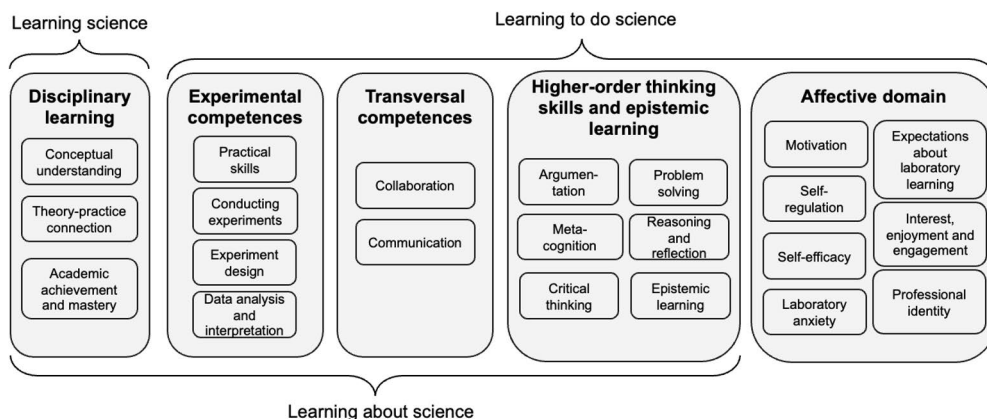 Learning science
Learning to do science
Disciplinary
learning
Conceptual
understanding
Theory-practice
connection
Academic
achievement
and mastery
Experimental
competences
Practical
skills
Conducting
experiments
Experiment
design
Data analysis
and
interpretation
Transversal
competences
Collaboration
Communication
Higher-order thinking
skills and epistemic
learning
Argumen-
tation
Problem
solving
Meta-
cognition
Reasoning
and
reflection
Critical
thinking
Epistemic
learning
Affective domain
Motivation
Self-
regulation
Self-efficacy
Laboratory
anxiety
Expectations
about
laboratory
learning
Interest,
enjoyment and
engagement
Professional
identity
Learning about science